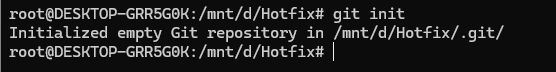 root@DESKTOP-GRR5G0K:/mnt/d/Hotfix# git init
Initialized empty Git repository in /mnt/d/Hotfix/.git/
root@DESKTOP-GRR5G0K:/mnt/d/Hotfix#